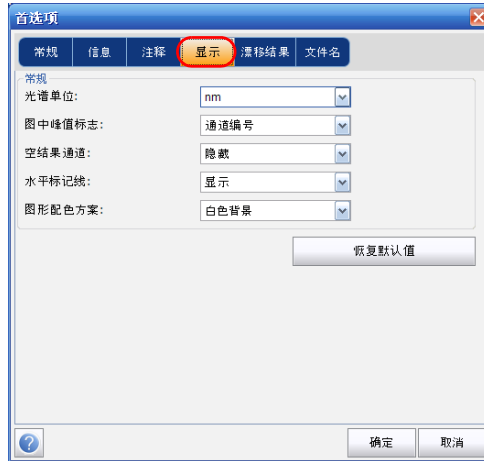 首选项
常规 信息 注释 显示 漂移结果 文件名
常规
光谱单位: nm
图中峰值标志: 通道编号
空结果通道: 隐藏
水平标记线: 显示
图形配色方案: 白色背景
恢复默认值
确定 取消